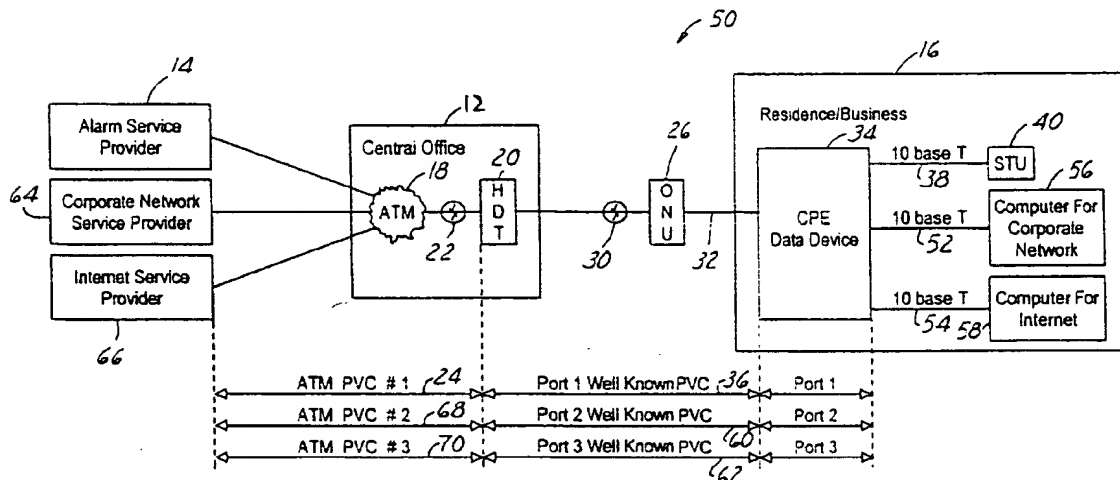 50
14
16
Alarm Service
Provider
12
Central Office
18
20
26
Residence/Business
34
40
10 base T
STU
38
64
Corporate Network
Service Provider
ATM
HDT
ONU
56
CPE
Data Device
10 base T
52
Computer For
Corporate
Network
22
30
32
Internet Service
Provider
66
10 base T
54
58
Computer For
Internet
ATM PVC # 1
24
Port 1 Well Known PVC
36
Port 1
ATM PVC # 2
68
Port 2 Well Known PVC
60
Port 2
ATM PVC # 3
70
Port 3 Well Known PVC
62
Port 3